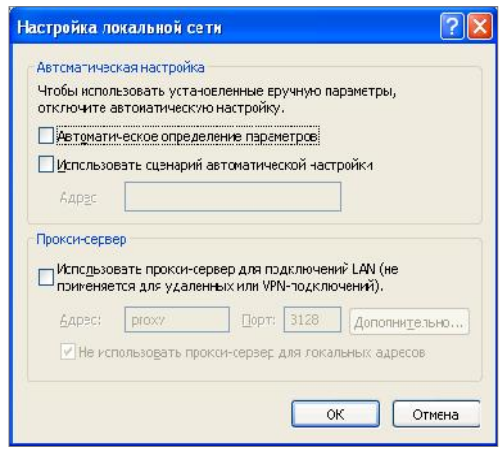 Настройка локальной сети
Автоматическая настройка
Чтобы использовать установленные вручную параметры,
отключите автоматическую настройку.
Автоматическое определение параметров
Использовать сценарий автоматической настройки
Адрес
Прокси-сервер
Использовать прокси-сервер для подключений LAN (не
применяется для удаленных или VPN-подключений).
Адрес: proxy Порт: 3128 Дополнительно...
Не использовать прокси-сервер для локальных адресов
OK Отмена